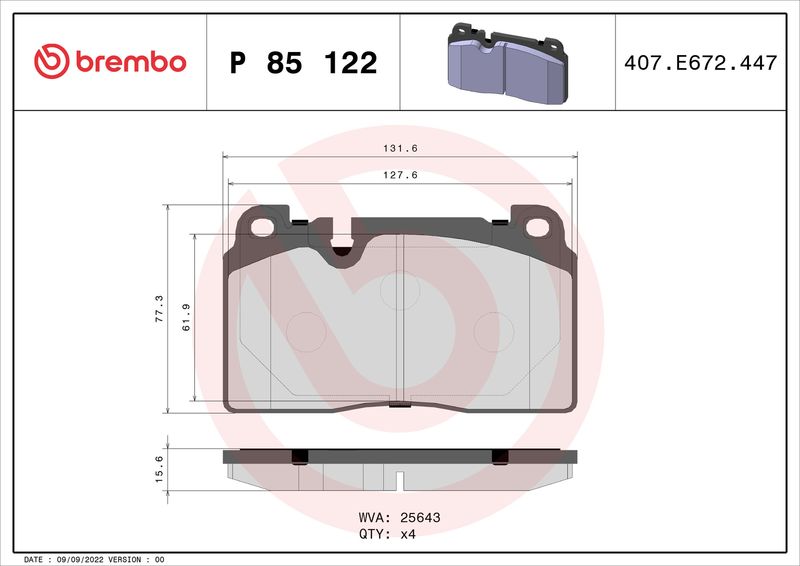 brembo
P 85 122
407.E672.447
131.6
127.6
77.3
61.9
15.6
WVA: 25643
QTY: x4
DATE : 09/09/2022 VERSION : 00